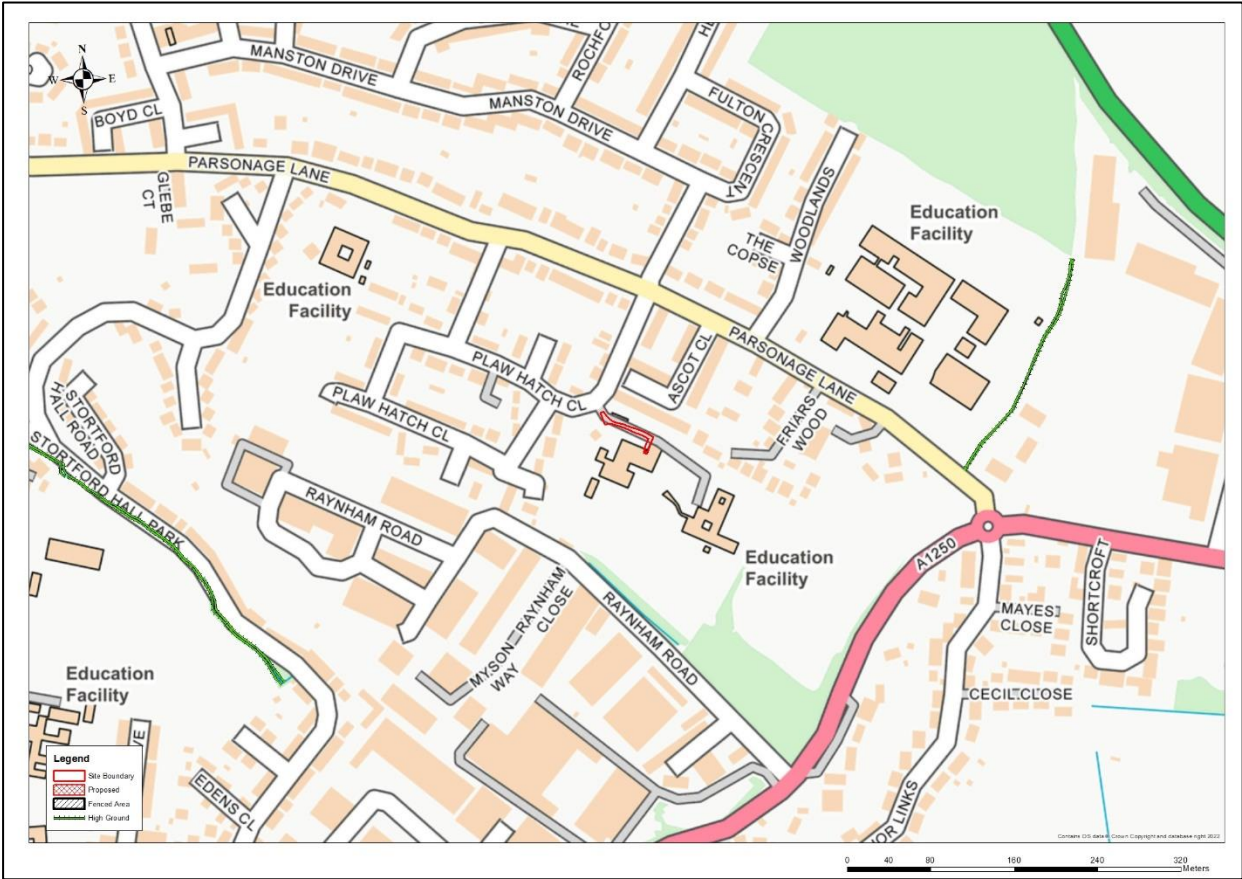 N
W
E
S
MANSTON DRIVE
ROCHFO
MANSTON DRIVE
FULTON CRESCENT
BOYD CL
PARSONAGE LANE
GLEBE
CT
WOODLANDS
THE
COPSE
Education
Facility
Education
Facility
PARSONAGE LANE
ASCOT CL
PLAW HATCH CL
PLAW HATCH CL
FRIARS
WOOD
STORTFORD
HALL ROAD
STORTFORD HALL PARK
RAYNHAM ROAD
A1250
Education
Facility
SHORTCROFT
RAYNHAM
CLOSE
MYSON
WAY
RAYNHAM ROAD
MAYES
CLOSE
CECIL CLOSE
Education
Facility
VE
EDENS CL
OR LINKS
Legend
Site Boundary
Proposed
Fenced Area
High Ground
Contains OS data © Crown Copyright and database right 2022
0 40 80 160 240 320
Meters